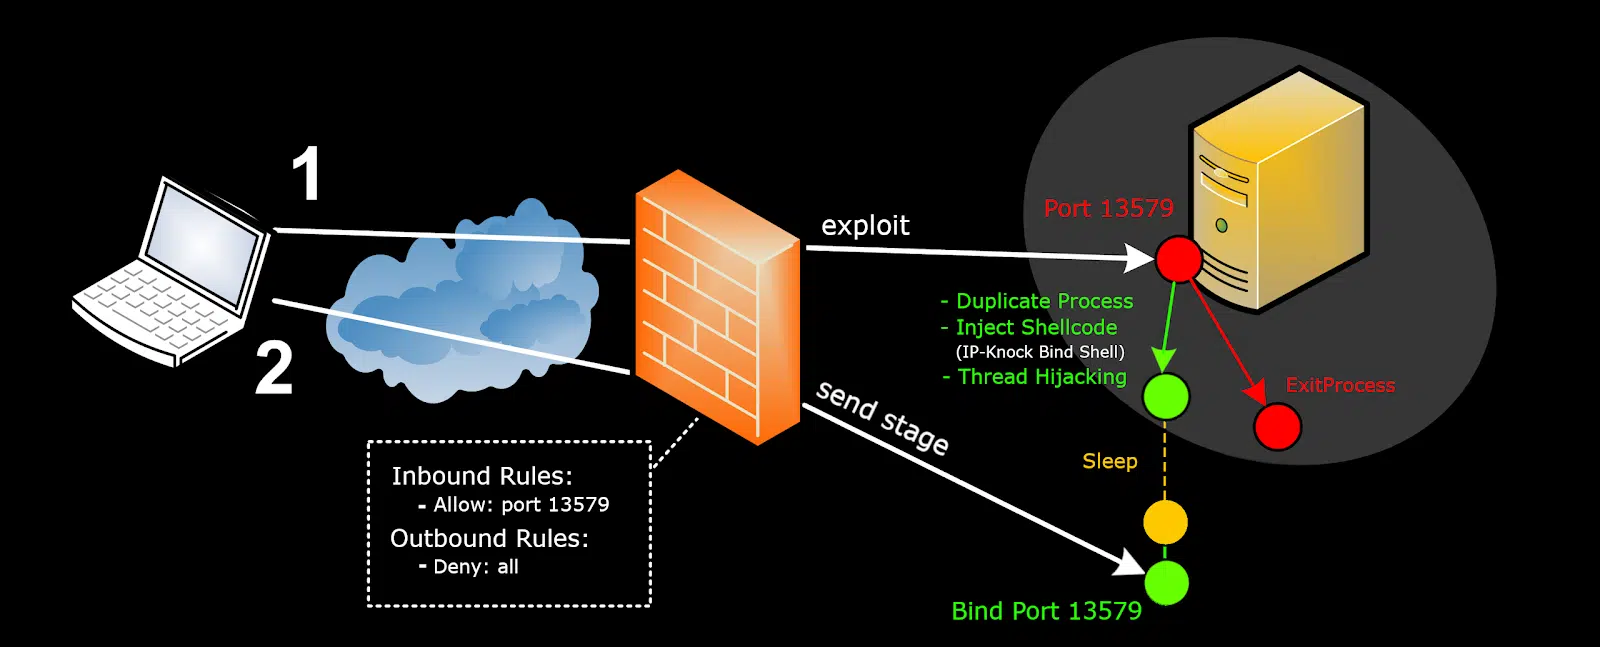 1
2
exploit
Port 13579
- Duplicate Process
- Inject Shellcode
(IP-Knock Bind Shell)
- Thread Hijacking
ExitProcess
send stage
Sleep
Inbound Rules:
- Allow: port 13579
Outbound Rules:
- Deny: all
Bind Port 13579